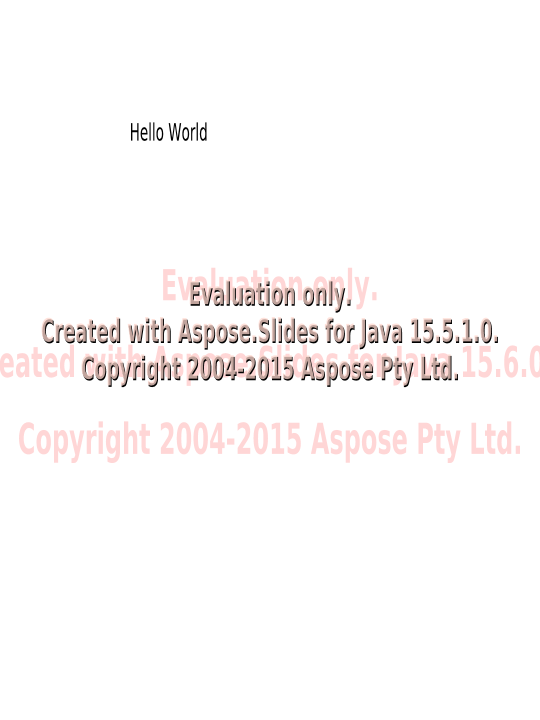 Hello World
Evaluation only.
Evaluation only.
Created with Aspose.Slides for Java 15.5.1.0.
eated with Aspose.Slides for Java 15.6.0
Copyright 2004-2015 Aspose Pty Ltd.
Copyright 2004-2015 Aspose Pty Ltd.